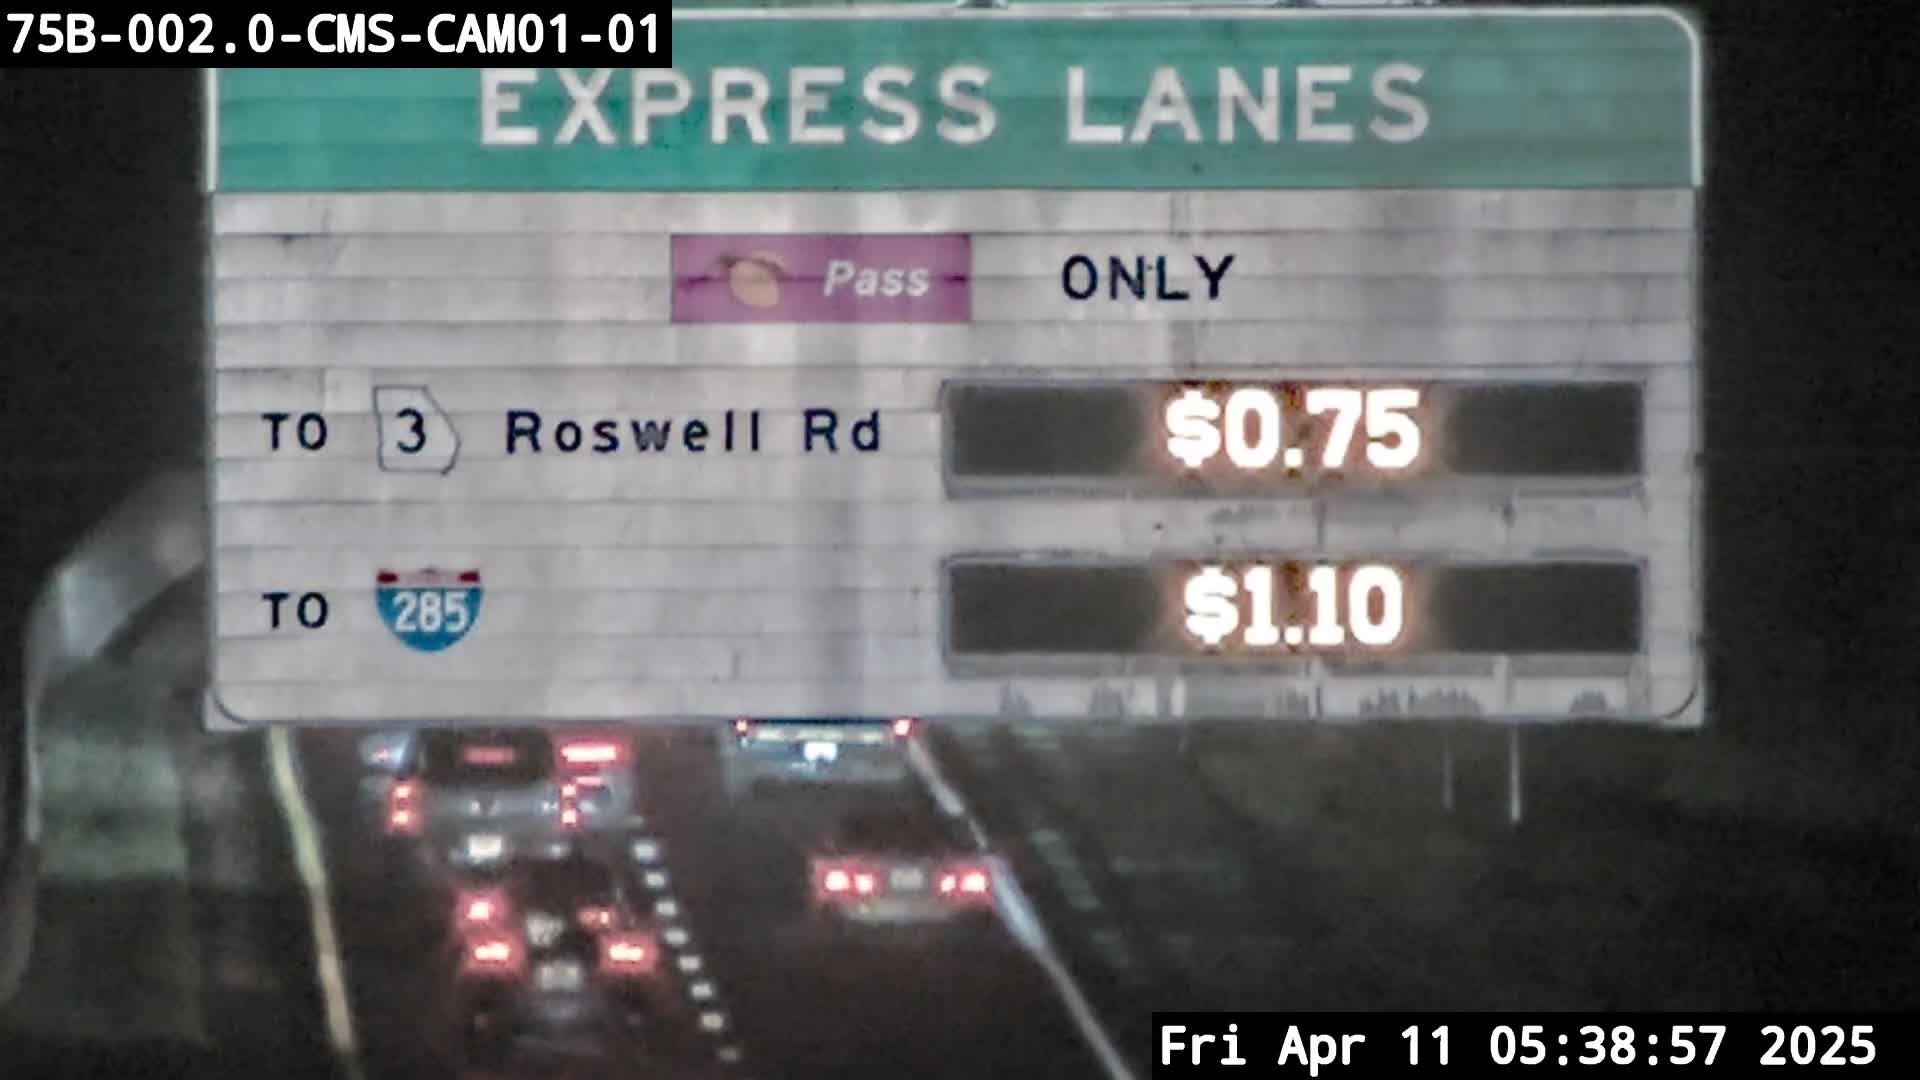 75B-002.0-CMS-CAM01-01
EXPRESS LANES
Pass ONLY
TO 3 Roswell Rd $0.75
TO 285 $1.10
Fri Apr 11 05:38:57 2025